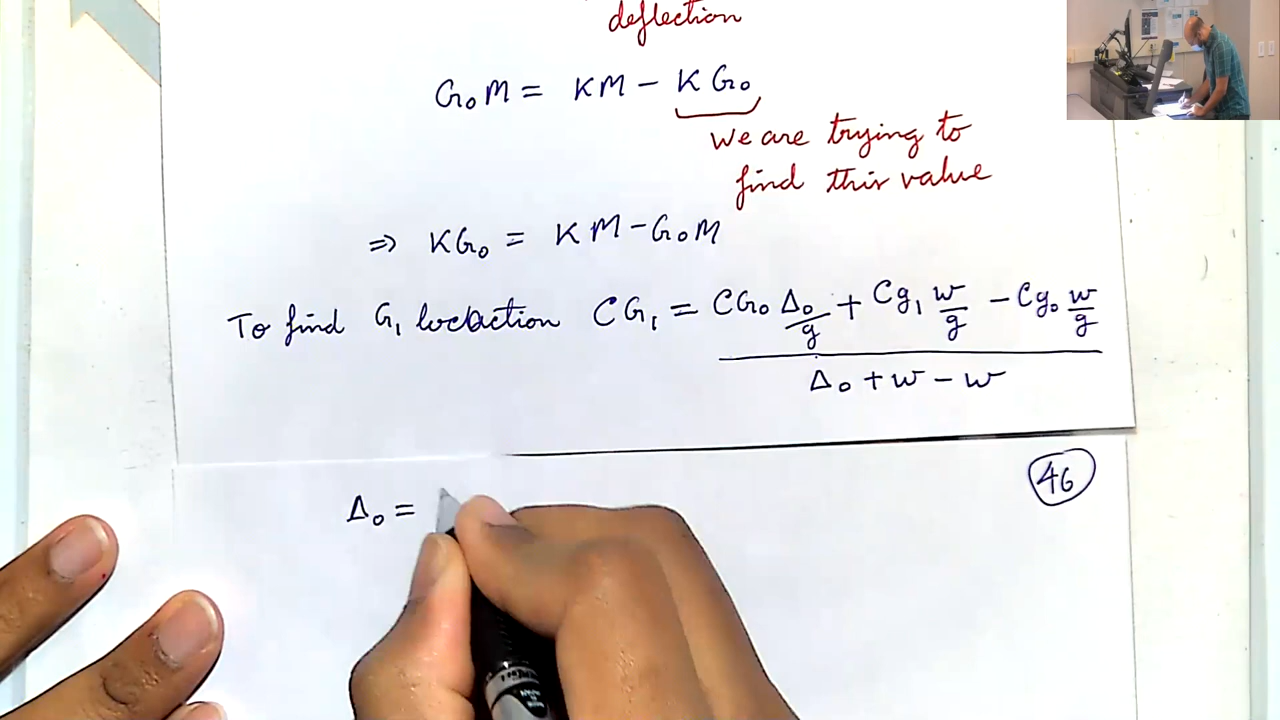 deflection
G₀M = KM - KG₀
we are trying to
find this value
⇒ KG₀ = KM - G₀M
To find G₁ location CG₁ = (CG₀ Δ₀/g + Cg₁ w/g - Cg₀ w/g) / (Δ₀ + w - w)
46
Δ₀ =